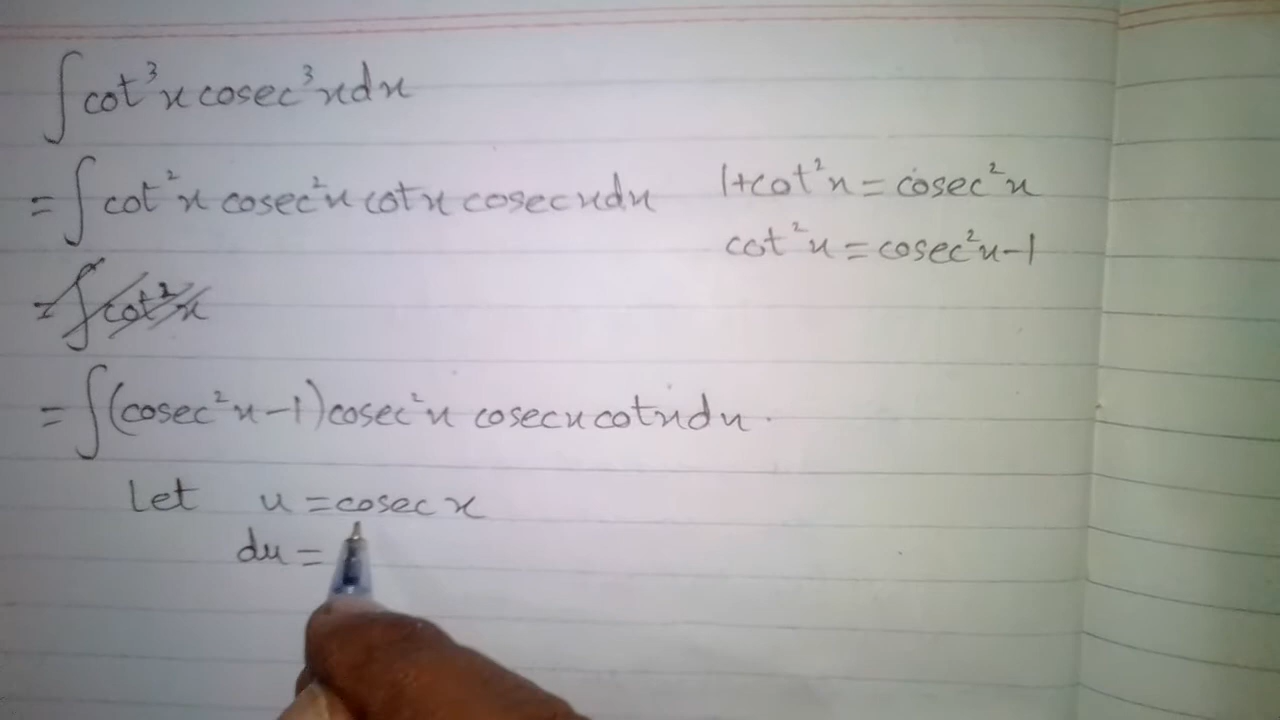 ∫cot³x cosec³x dx
= ∫cot²x cosec²x cotx cosecx dx
1+cot²x = cosec²x
cot²x = cosec²x-1
= ∫cot²x
= ∫(cosec²x-1)cosec²x cosecx cotx dx.
Let u = cosec x
du =